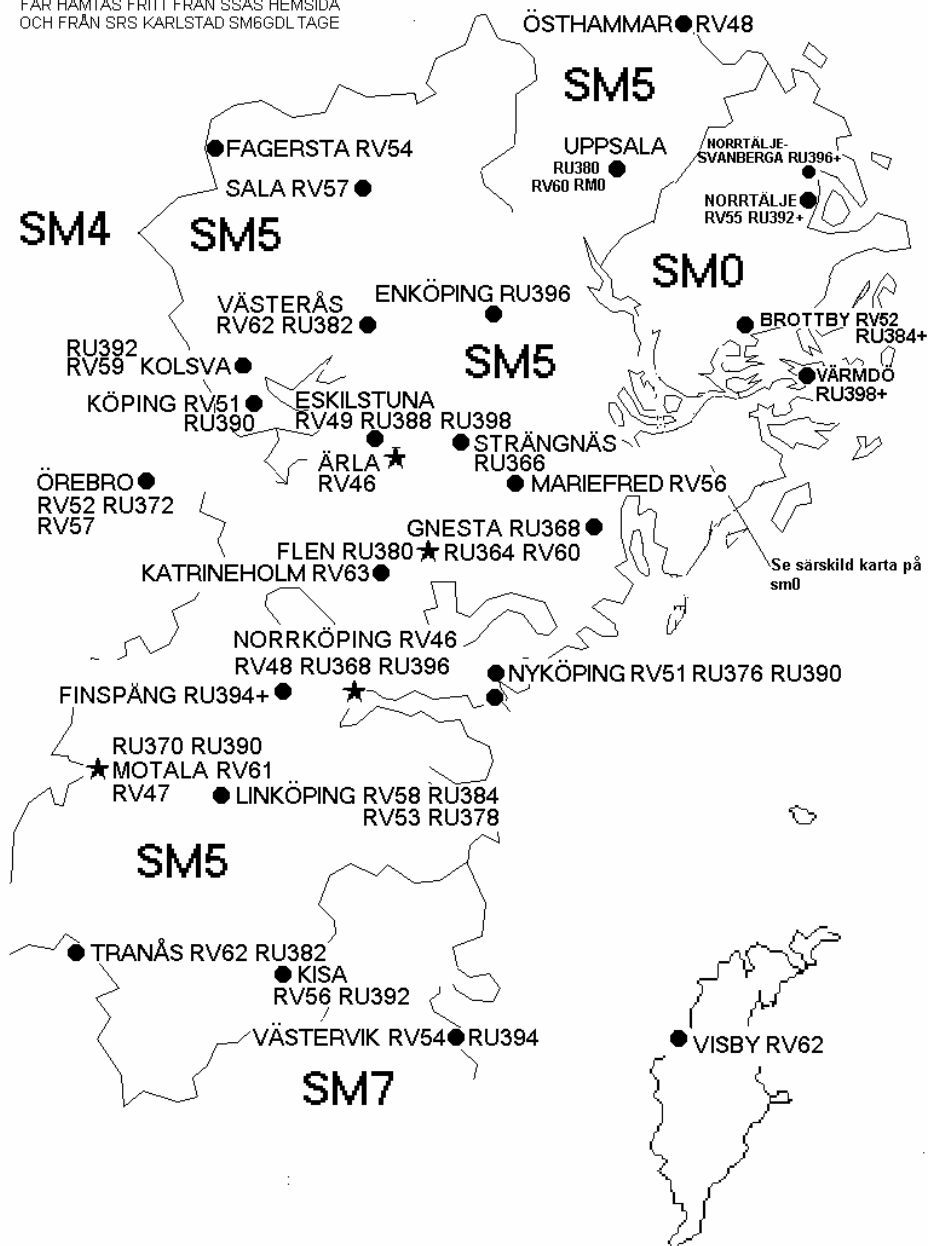 FÅR HÄMTAS FRITT FRÅN SSAS HEMSIDA
OCH FRÅN SRS KARLSTAD SM6GDL TAGE
ÖSTHAMMAR RV48
SM5
FAGERSTA RV54
UPPSALA
RU380
RV60 RM0
NORRTÄLJE-
SVANBERGA RU396+
SALA RV57
NORRTÄLJE
RV55 RU392+
SM4
SM5
SM0
VÄSTERÅS
RV62 RU382
ENKÖPING RU396
BROTTBY RV52
RU384+
RU392
RV59 KOLSVA
SM5
VÄRMDÖ
RU398+
KÖPING RV51
RU390
ESKILSTUNA
RV49 RU388 RU398
STRÄNGNÄS
RU366
ÄRLA
RV46
ÖREBRO
RV52 RU372
RV57
MARIEFRED RV56
GNESTA RU368
FLEN RU380 RU364 RV60
KATRINEHOLM RV63
Se särskild karta på
sm0
NORRKÖPING RV46
RV48 RU368 RU396
NYKÖPING RV51 RU376 RU390
FINSPÅNG RU394+
RU370 RU390
MOTALA RV61
RV47
LINKÖPING RV58 RU384
RV53 RU378
SM5
TRANÅS RV62 RU382
KISA
RV56 RU392
VÄSTERVIK RV54 RU394
VISBY RV62
SM7